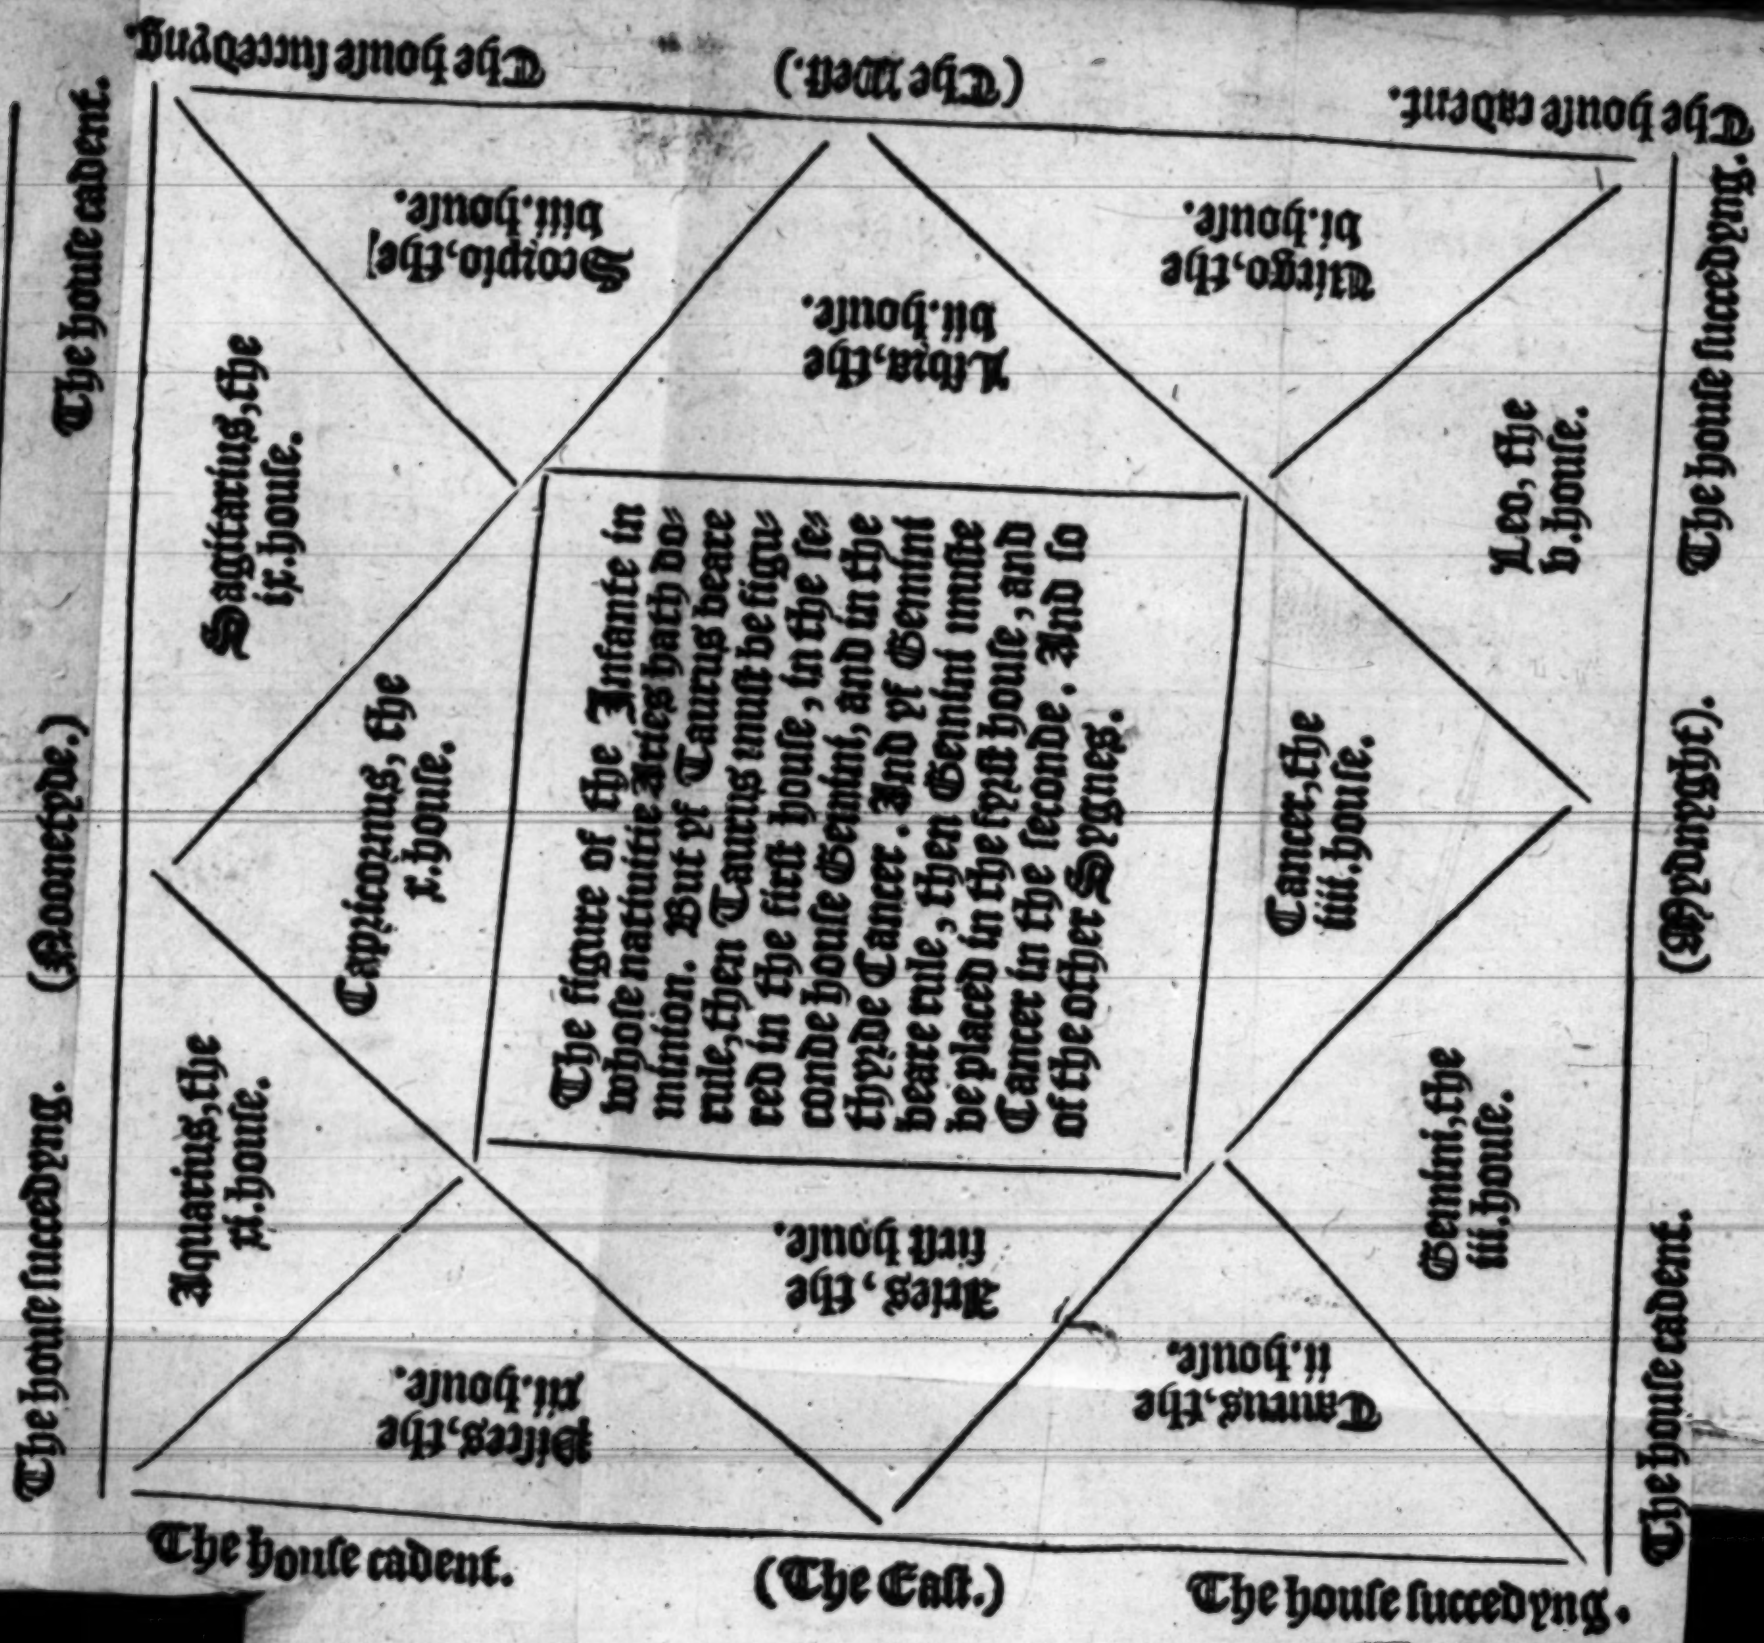 The house succedyng.
(The West.)
The house cadent.
The house cadent.
(Noonetyde.)
The house succedyng.
Scorpio, the
viii. house.
Libra, the
vii. house.
Virgo, the
vi. house.
Sagitarius, the
ix. house.
Capricornus, the
x. house.
Aquarius, the
xi. house.
The figure of the Infante in
whose natiuitie Aries hath do⸗
minion. But yf Taurus beare
rule, then Taurus must be figu⸗
red in the first house, in the se⸗
conde house Gemini, and in the
thyrde Cancer. And yf Gemini
beare rule, then Gemini muste
be placed in the fyrst house, and
Cancer in the seconde. And so
of the other Sygnes.
Leo, the
v. house.
Cancer, the
iiii. house.
Gemini, the
iii. house.
Pisces, the
xii. house.
Aries, the
first house.
Taurus, the
ii. house.
The house succedyng.
(Mydnyght).
The house cadent.
The house cadent.
(The East.)
The house succedyng.